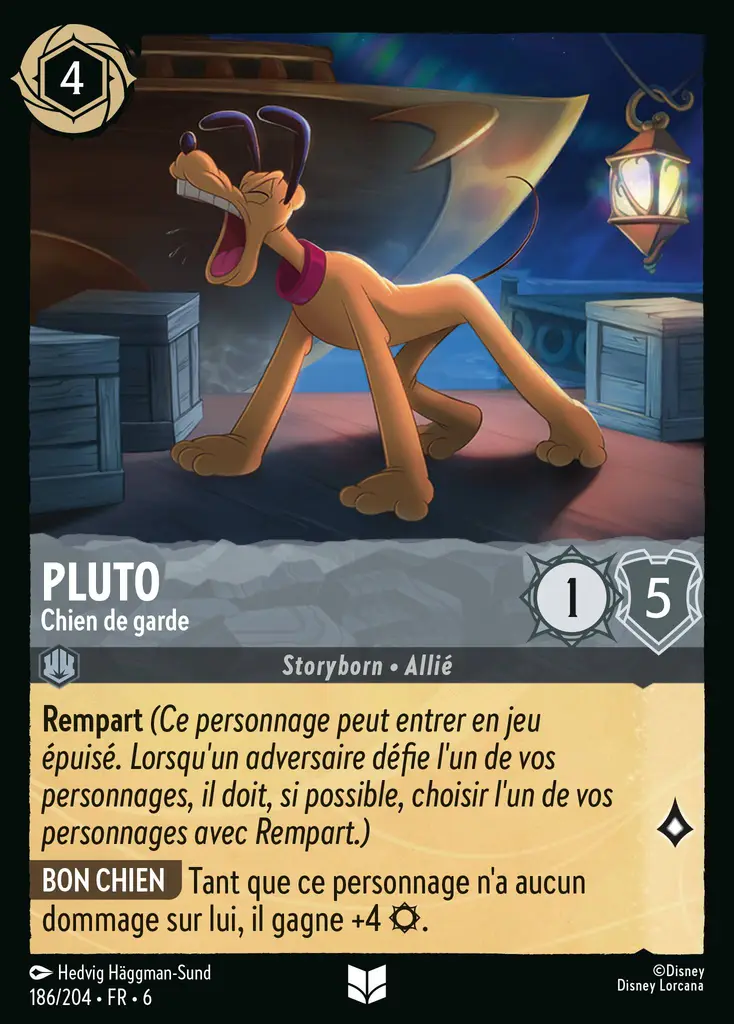 4
PLUTO
Chien de garde
1
5
Storyborn • Allié
Rempart (Ce personnage peut entrer en jeu
épuisé. Lorsqu'un adversaire défie l'un de vos
personnages, il doit, si possible, choisir l'un de vos
personnages avec Rempart.)
BON CHIEN Tant que ce personnage n'a aucun
dommage sur lui, il gagne +4 .
Hedvig Häggman-Sund
186/204 • FR • 6
©Disney
Disney Lorcana